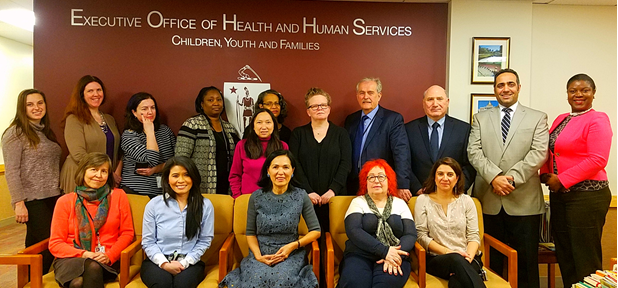 Executive Office of Health and Human Services
Children, Youth and Families